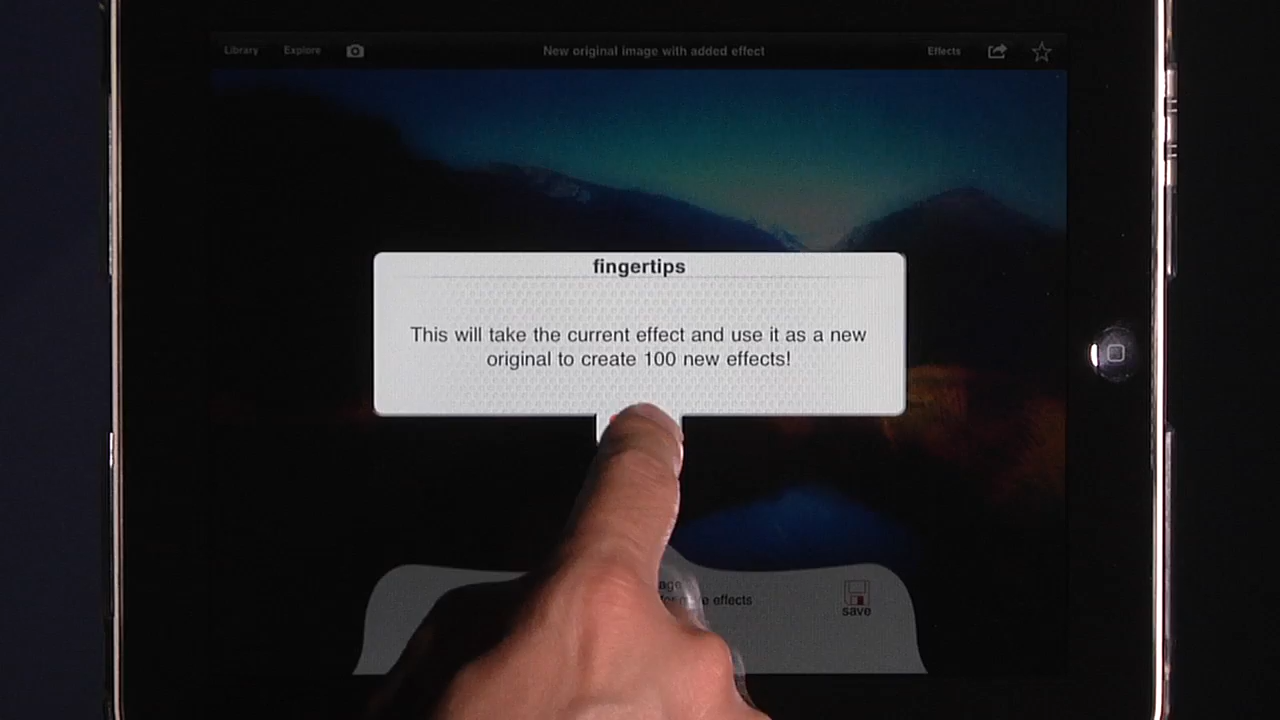 Library Explore New original image with added effect Effects
fingertips
This will take the current effect and use it as a new
original to create 100 new effects!
effects
save